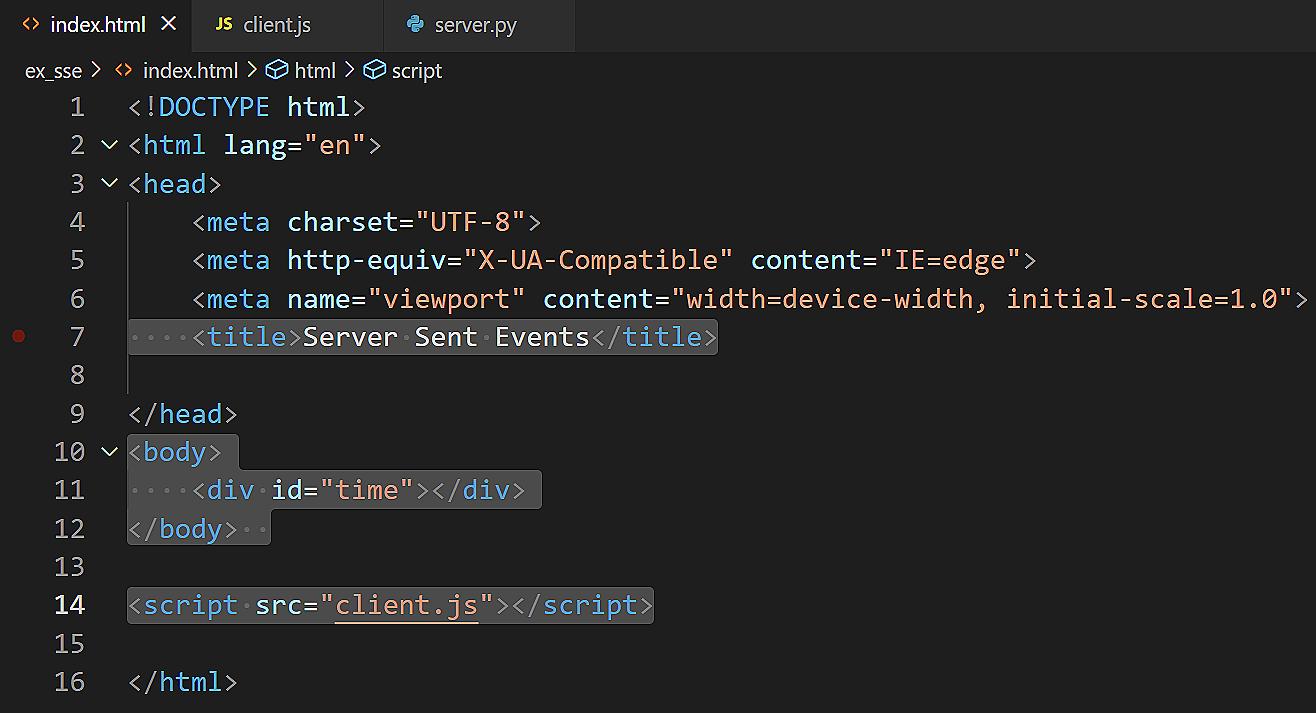 index.html × JS client.js server.py
ex_sse > <> index.html > html > script
1 <!DOCTYPE html>
2 <html lang="en">
3 <head>
4     <meta charset="UTF-8">
5     <meta http-equiv="X-UA-Compatible" content="IE=edge">
6     <meta name="viewport" content="width=device-width, initial-scale=1.0">
7     <title>Server Sent Events</title>
8
9 </head>
10 <body>
11     <div id="time"></div>
12 </body>
13
14 <script src="client.js"></script>
15
16 </html>